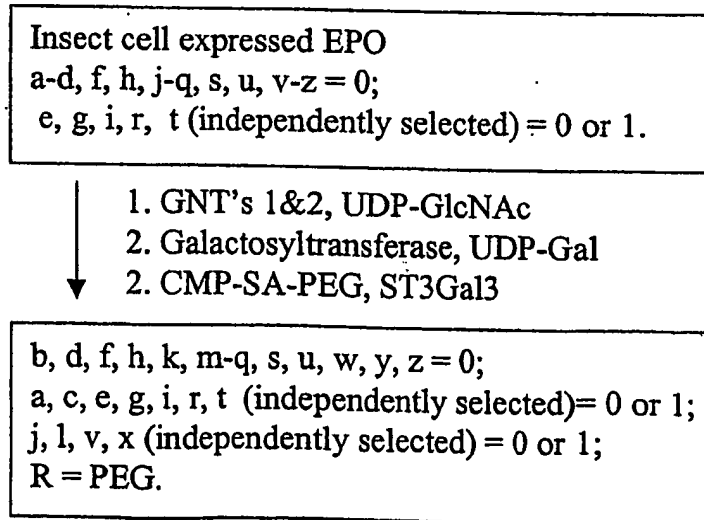 Insect cell expressed EPO
a-d, f, h, j-q, s, u, v-z = 0;
e, g, i, r, t (independently selected) = 0 or 1.
1. GNT's 1&2, UDP-GlcNAc
2. Galactosyltransferase, UDP-Gal
2. CMP-SA-PEG, ST3Gal3
b, d, f, h, k, m-q, s, u, w, y, z = 0;
a, c, e, g, i, r, t (independently selected)= 0 or 1;
j, l, v, x (independently selected) = 0 or 1;
R = PEG.